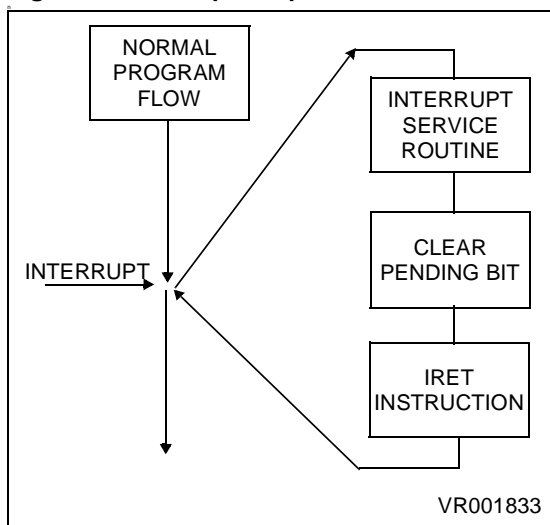 NORMAL
PROGRAM
FLOW
INTERRUPT
SERVICE
ROUTINE
INTERRUPT
CLEAR
PENDING BIT
IRET
INSTRUCTION
VR001833